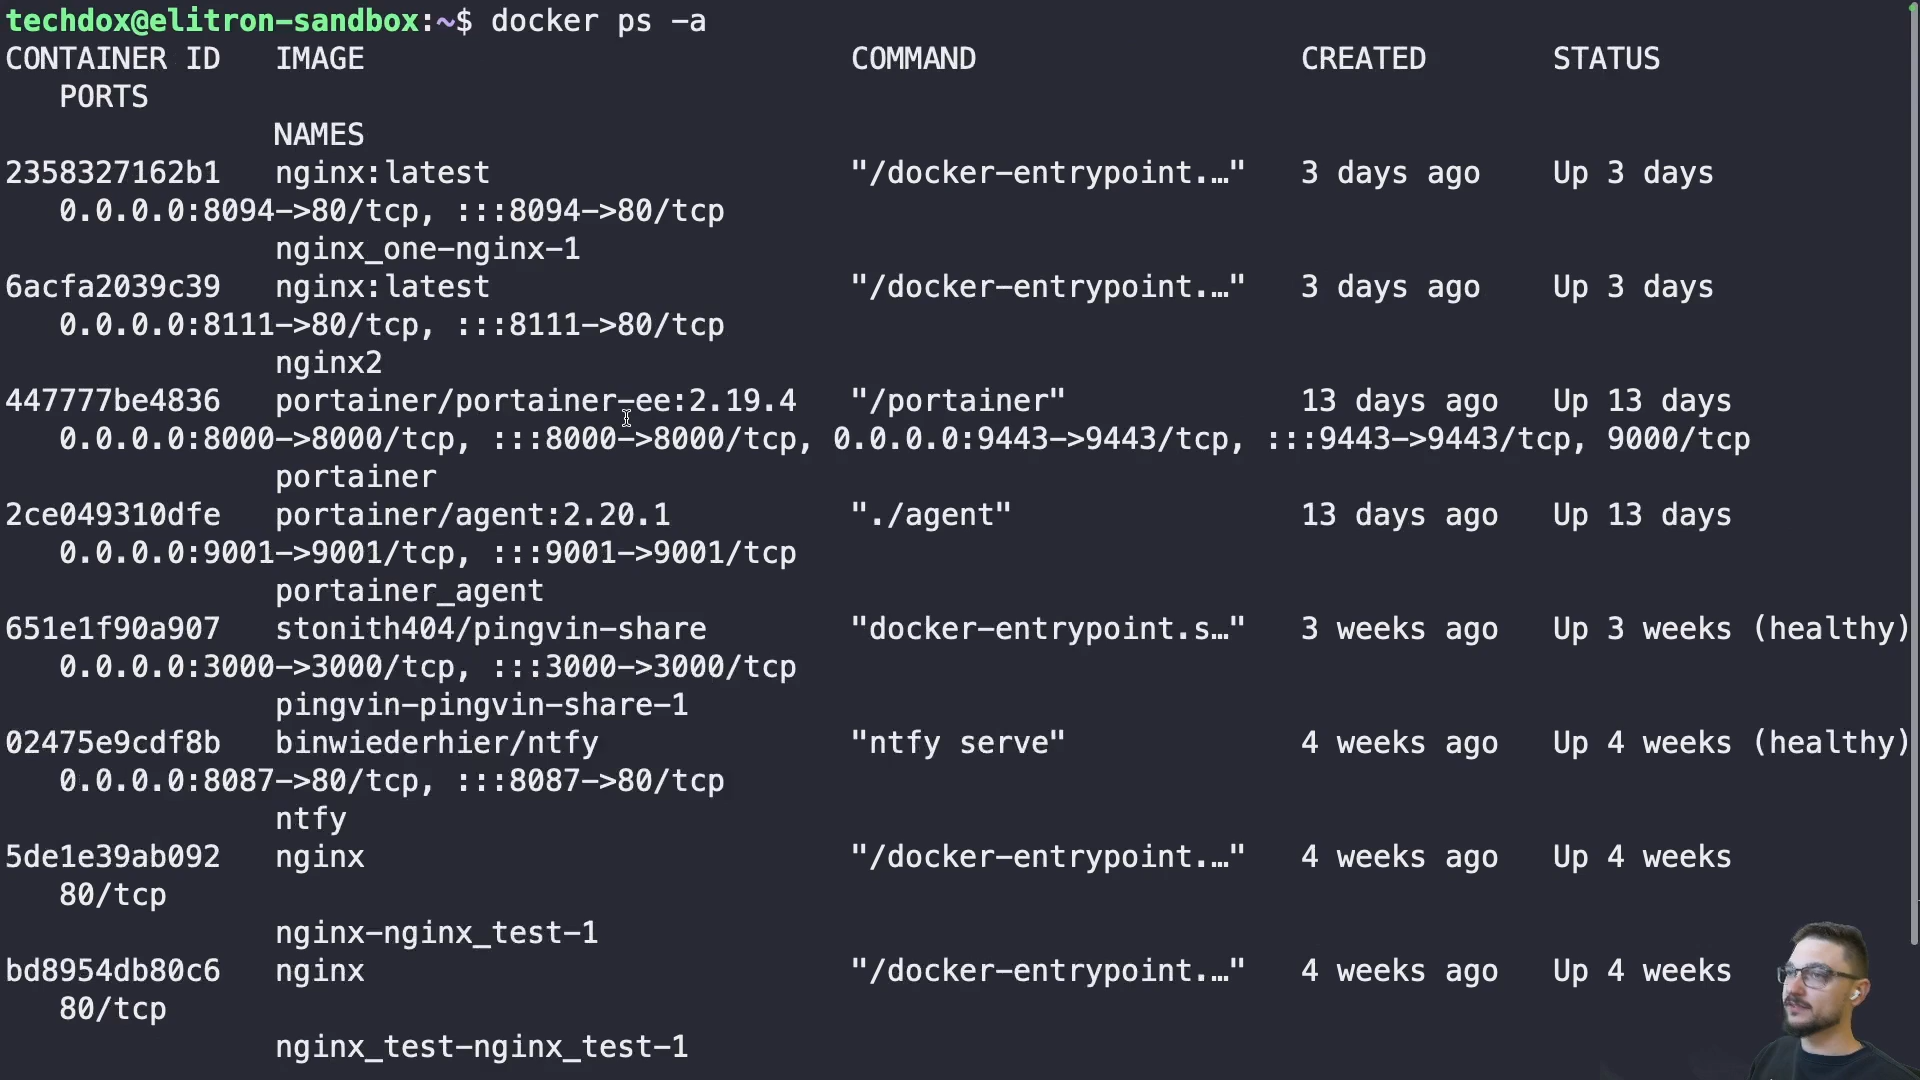 techdox@elitron-sandbox:~$ docker ps -a
CONTAINER ID   IMAGE                           COMMAND                  CREATED       STATUS
   PORTS
               NAMES
2358327162b1   nginx:latest                    "/docker-entrypoint.…"   3 days ago    Up 3 days
   0.0.0.0:8094->80/tcp, :::8094->80/tcp
               nginx_one-nginx-1
6acfa2039c39   nginx:latest                    "/docker-entrypoint.…"   3 days ago    Up 3 days
   0.0.0.0:8111->80/tcp, :::8111->80/tcp
               nginx2
447777be4836   portainer/portainer-ee:2.19.4   "/portainer"             13 days ago   Up 13 days
   0.0.0.0:8000->8000/tcp, :::8000->8000/tcp, 0.0.0.0:9443->9443/tcp, :::9443->9443/tcp, 9000/tcp
               portainer
2ce049310dfe   portainer/agent:2.20.1          "./agent"                13 days ago   Up 13 days
   0.0.0.0:9001->9001/tcp, :::9001->9001/tcp
               portainer_agent
651e1f90a907   stonith404/pingvin-share        "docker-entrypoint.s…"   3 weeks ago   Up 3 weeks (healthy)
   0.0.0.0:3000->3000/tcp, :::3000->3000/tcp
               pingvin-pingvin-share-1
02475e9cdf8b   binwiederhier/ntfy              "ntfy serve"             4 weeks ago   Up 4 weeks (healthy)
   0.0.0.0:8087->80/tcp, :::8087->80/tcp
               ntfy
5de1e39ab092   nginx                           "/docker-entrypoint.…"   4 weeks ago   Up 4 weeks
   80/tcp
               nginx-nginx_test-1
bd8954db80c6   nginx                           "/docker-entrypoint.…"   4 weeks ago   Up 4 weeks
   80/tcp
               nginx_test-nginx_test-1